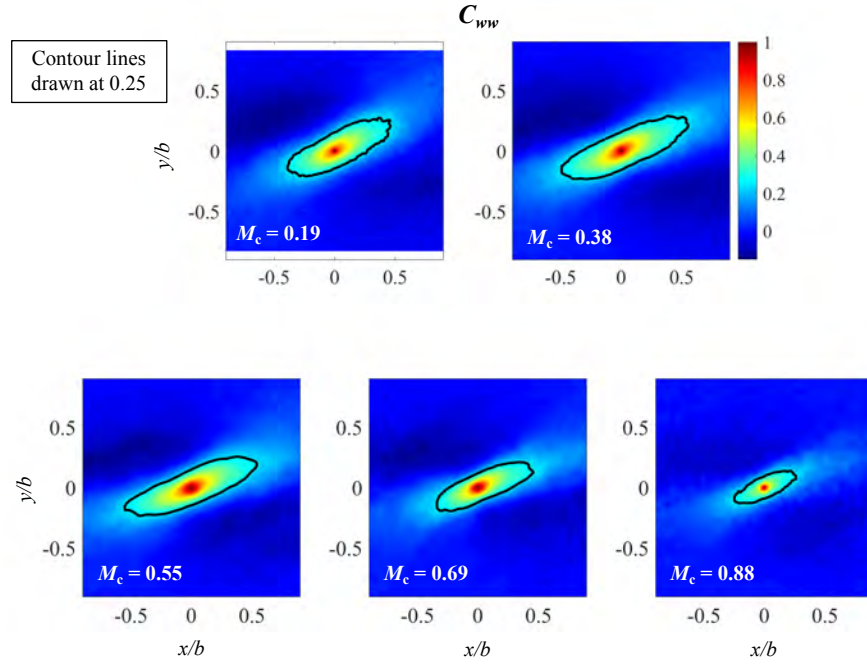 C_ww
Contour lines
drawn at 0.25
y/b
0.5
0
-0.5
M_c = 0.19
-0.5 0 0.5
0.5
0
-0.5
M_c = 0.38
-0.5 0 0.5
1
0.8
0.6
0.4
0.2
0
y/b
0.5
0
-0.5
M_c = 0.55
-0.5 0 0.5
x/b
0.5
0
-0.5
M_c = 0.69
-0.5 0 0.5
x/b
0.5
0
-0.5
M_c = 0.88
-0.5 0 0.5
x/b